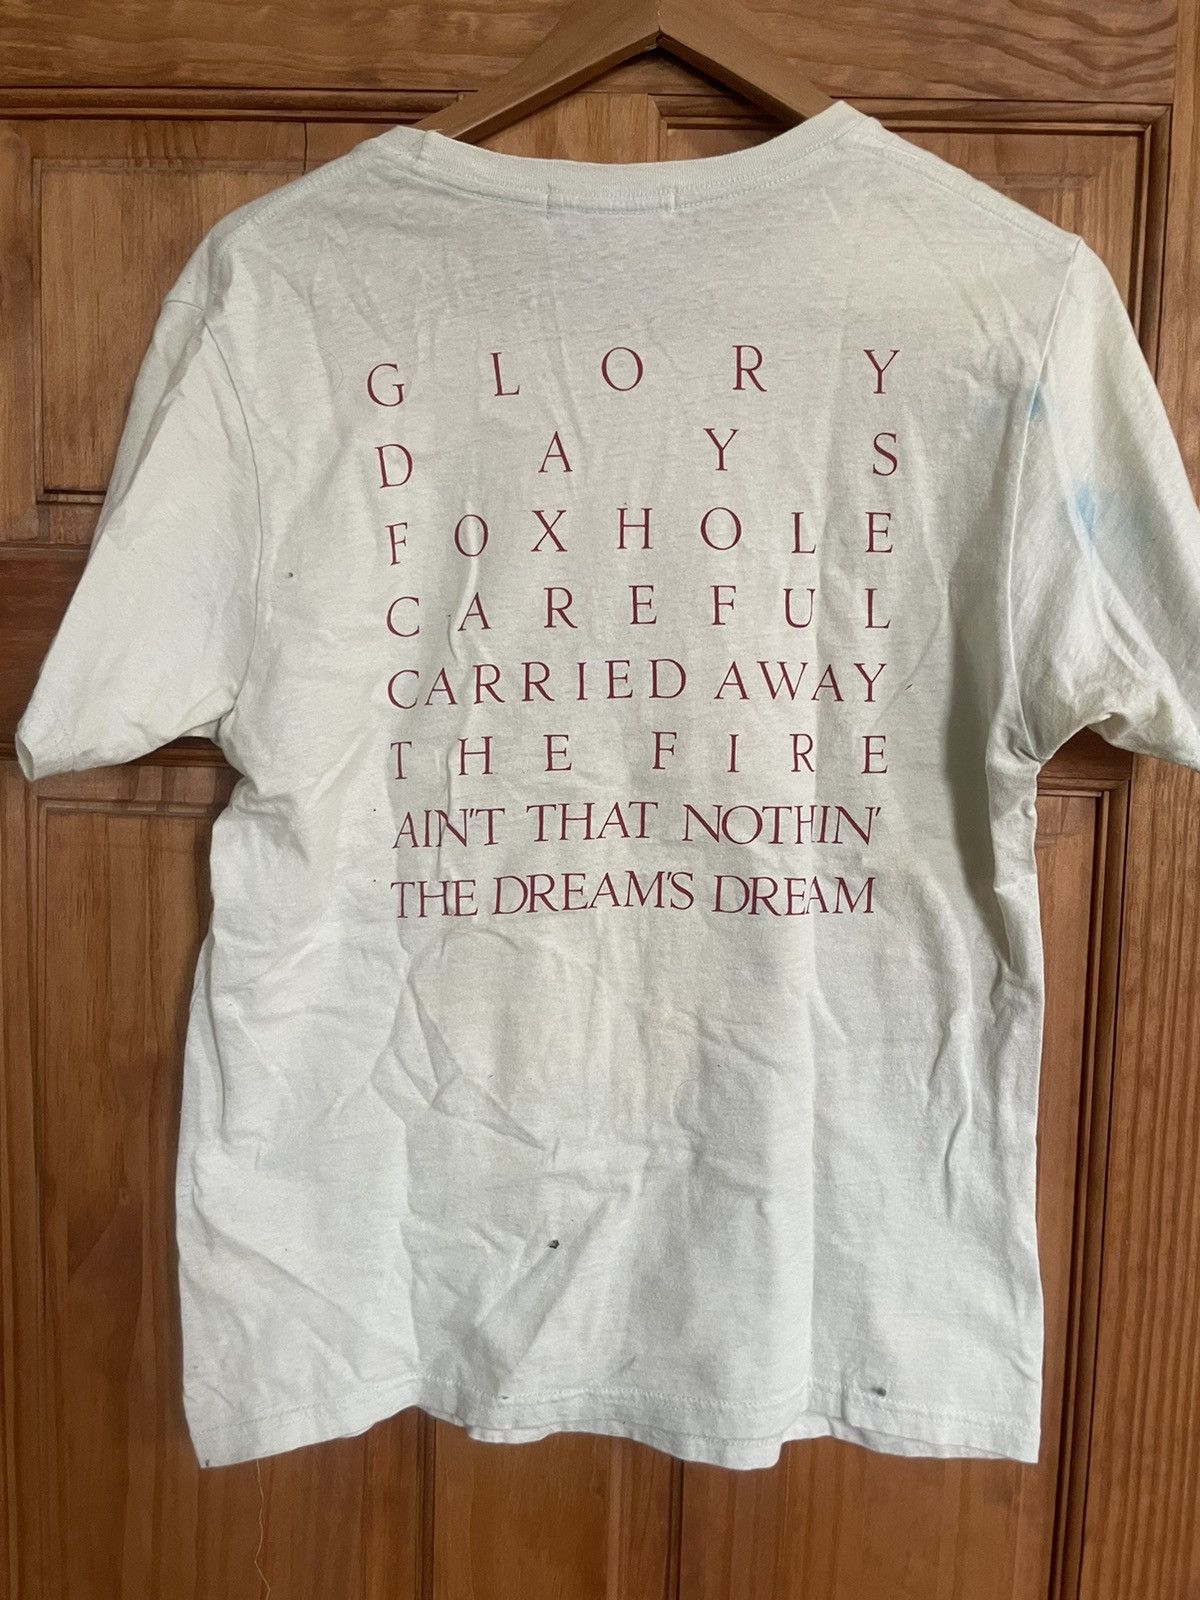 GLORY
DAYS
FOXHOLE
CAREFUL
CARRIED AWAY
THE FIRE
AIN'T THAT NOTHIN'
THE DREAM'S DREAM